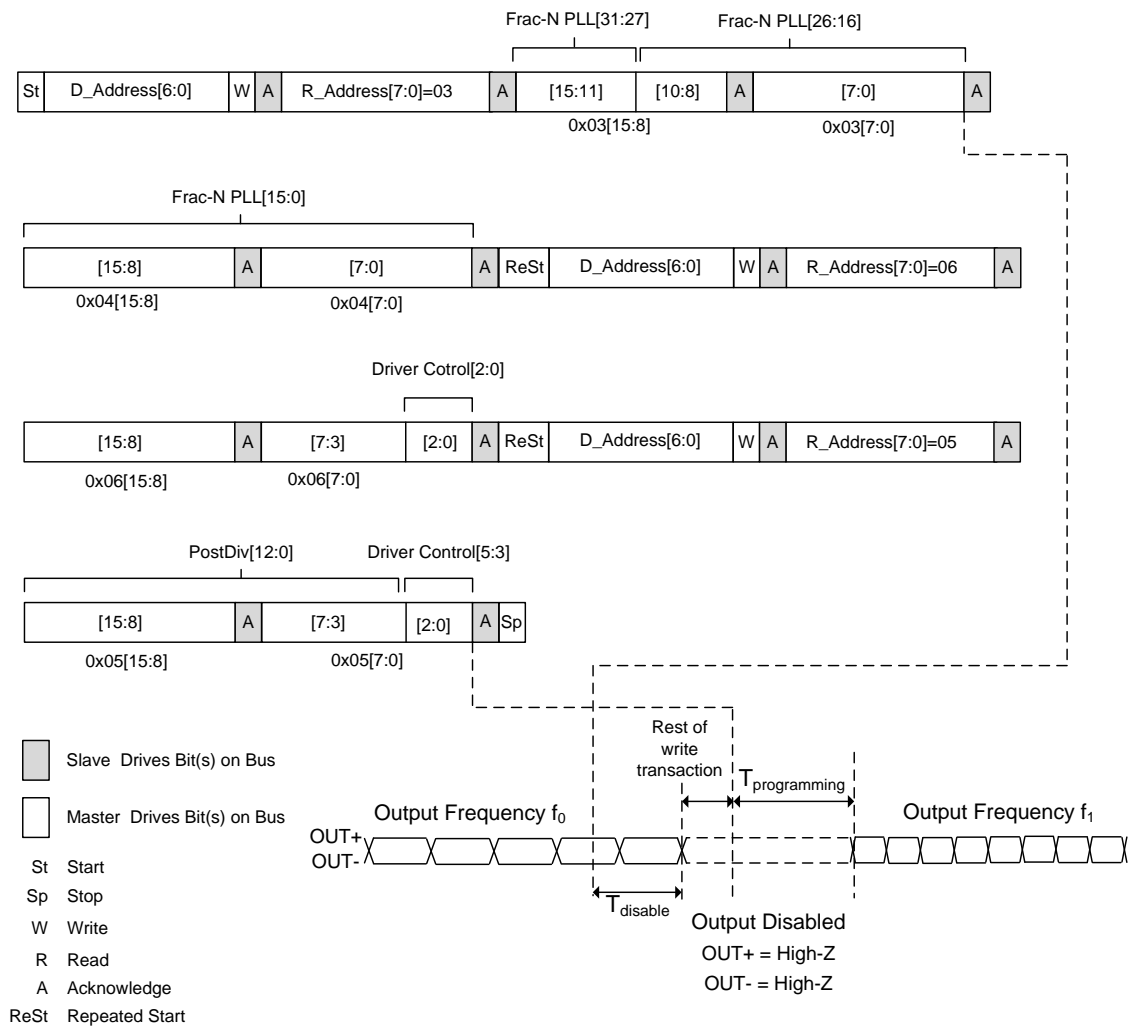 Frac-N PLL[31:27] Frac-N PLL[26:16]
St D_Address[6:0] W A R_Address[7:0]=03 A [15:11] [10:8] A [7:0] A
0x03[15:8] 0x03[7:0]
Frac-N PLL[15:0]
[15:8] A [7:0] A ReSt D_Address[6:0] W A R_Address[7:0]=06 A
0x04[15:8] 0x04[7:0]
Driver Cotrol[2:0]
[15:8] A [7:3] [2:0] A ReSt D_Address[6:0] W A R_Address[7:0]=05 A
0x06[15:8] 0x06[7:0]
PostDiv[12:0] Driver Control[5:3]
[15:8] A [7:3] [2:0] A Sp
0x05[15:8] 0x05[7:0]
Slave Drives Bit(s) on Bus
Master Drives Bit(s) on Bus
St Start
Sp Stop
W Write
R Read
A Acknowledge
ReSt Repeated Start
Rest of
write
transaction
Tprogramming
Output Frequency f0
Output Frequency f1
OUT+
OUT-
Tdisable
Output Disabled
OUT+ = High-Z
OUT- = High-Z